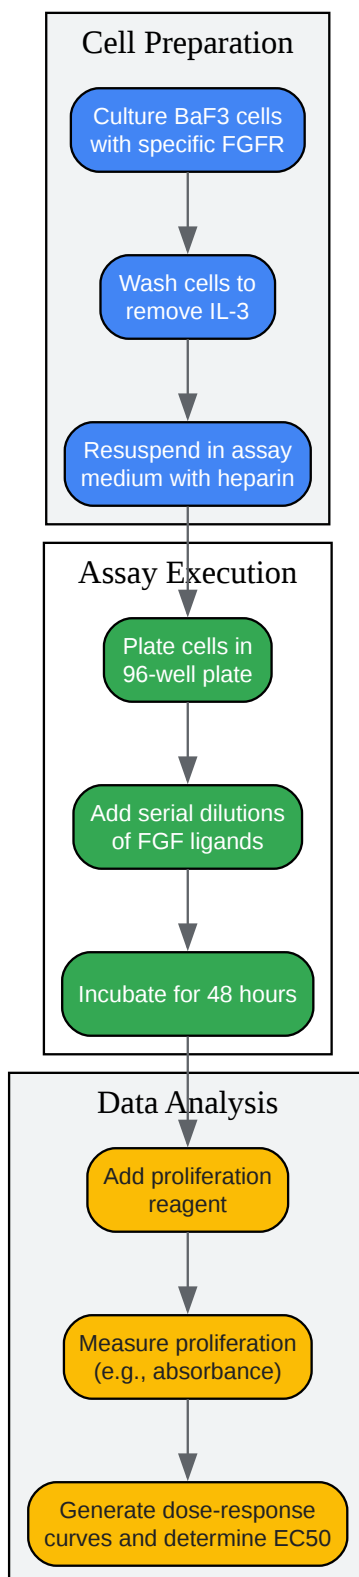 Cell Preparation
Culture BaF3 cells
with specific FGFR
Wash cells to
remove IL-3
Resuspend in assay
medium with heparin
Assay Execution
Plate cells in
96-well plate
Add serial dilutions
of FGF ligands
Incubate for 48 hours
Data Analysis
Add proliferation
reagent
Measure proliferation
(e.g., absorbance)
Generate dose-response
curves and determine EC50